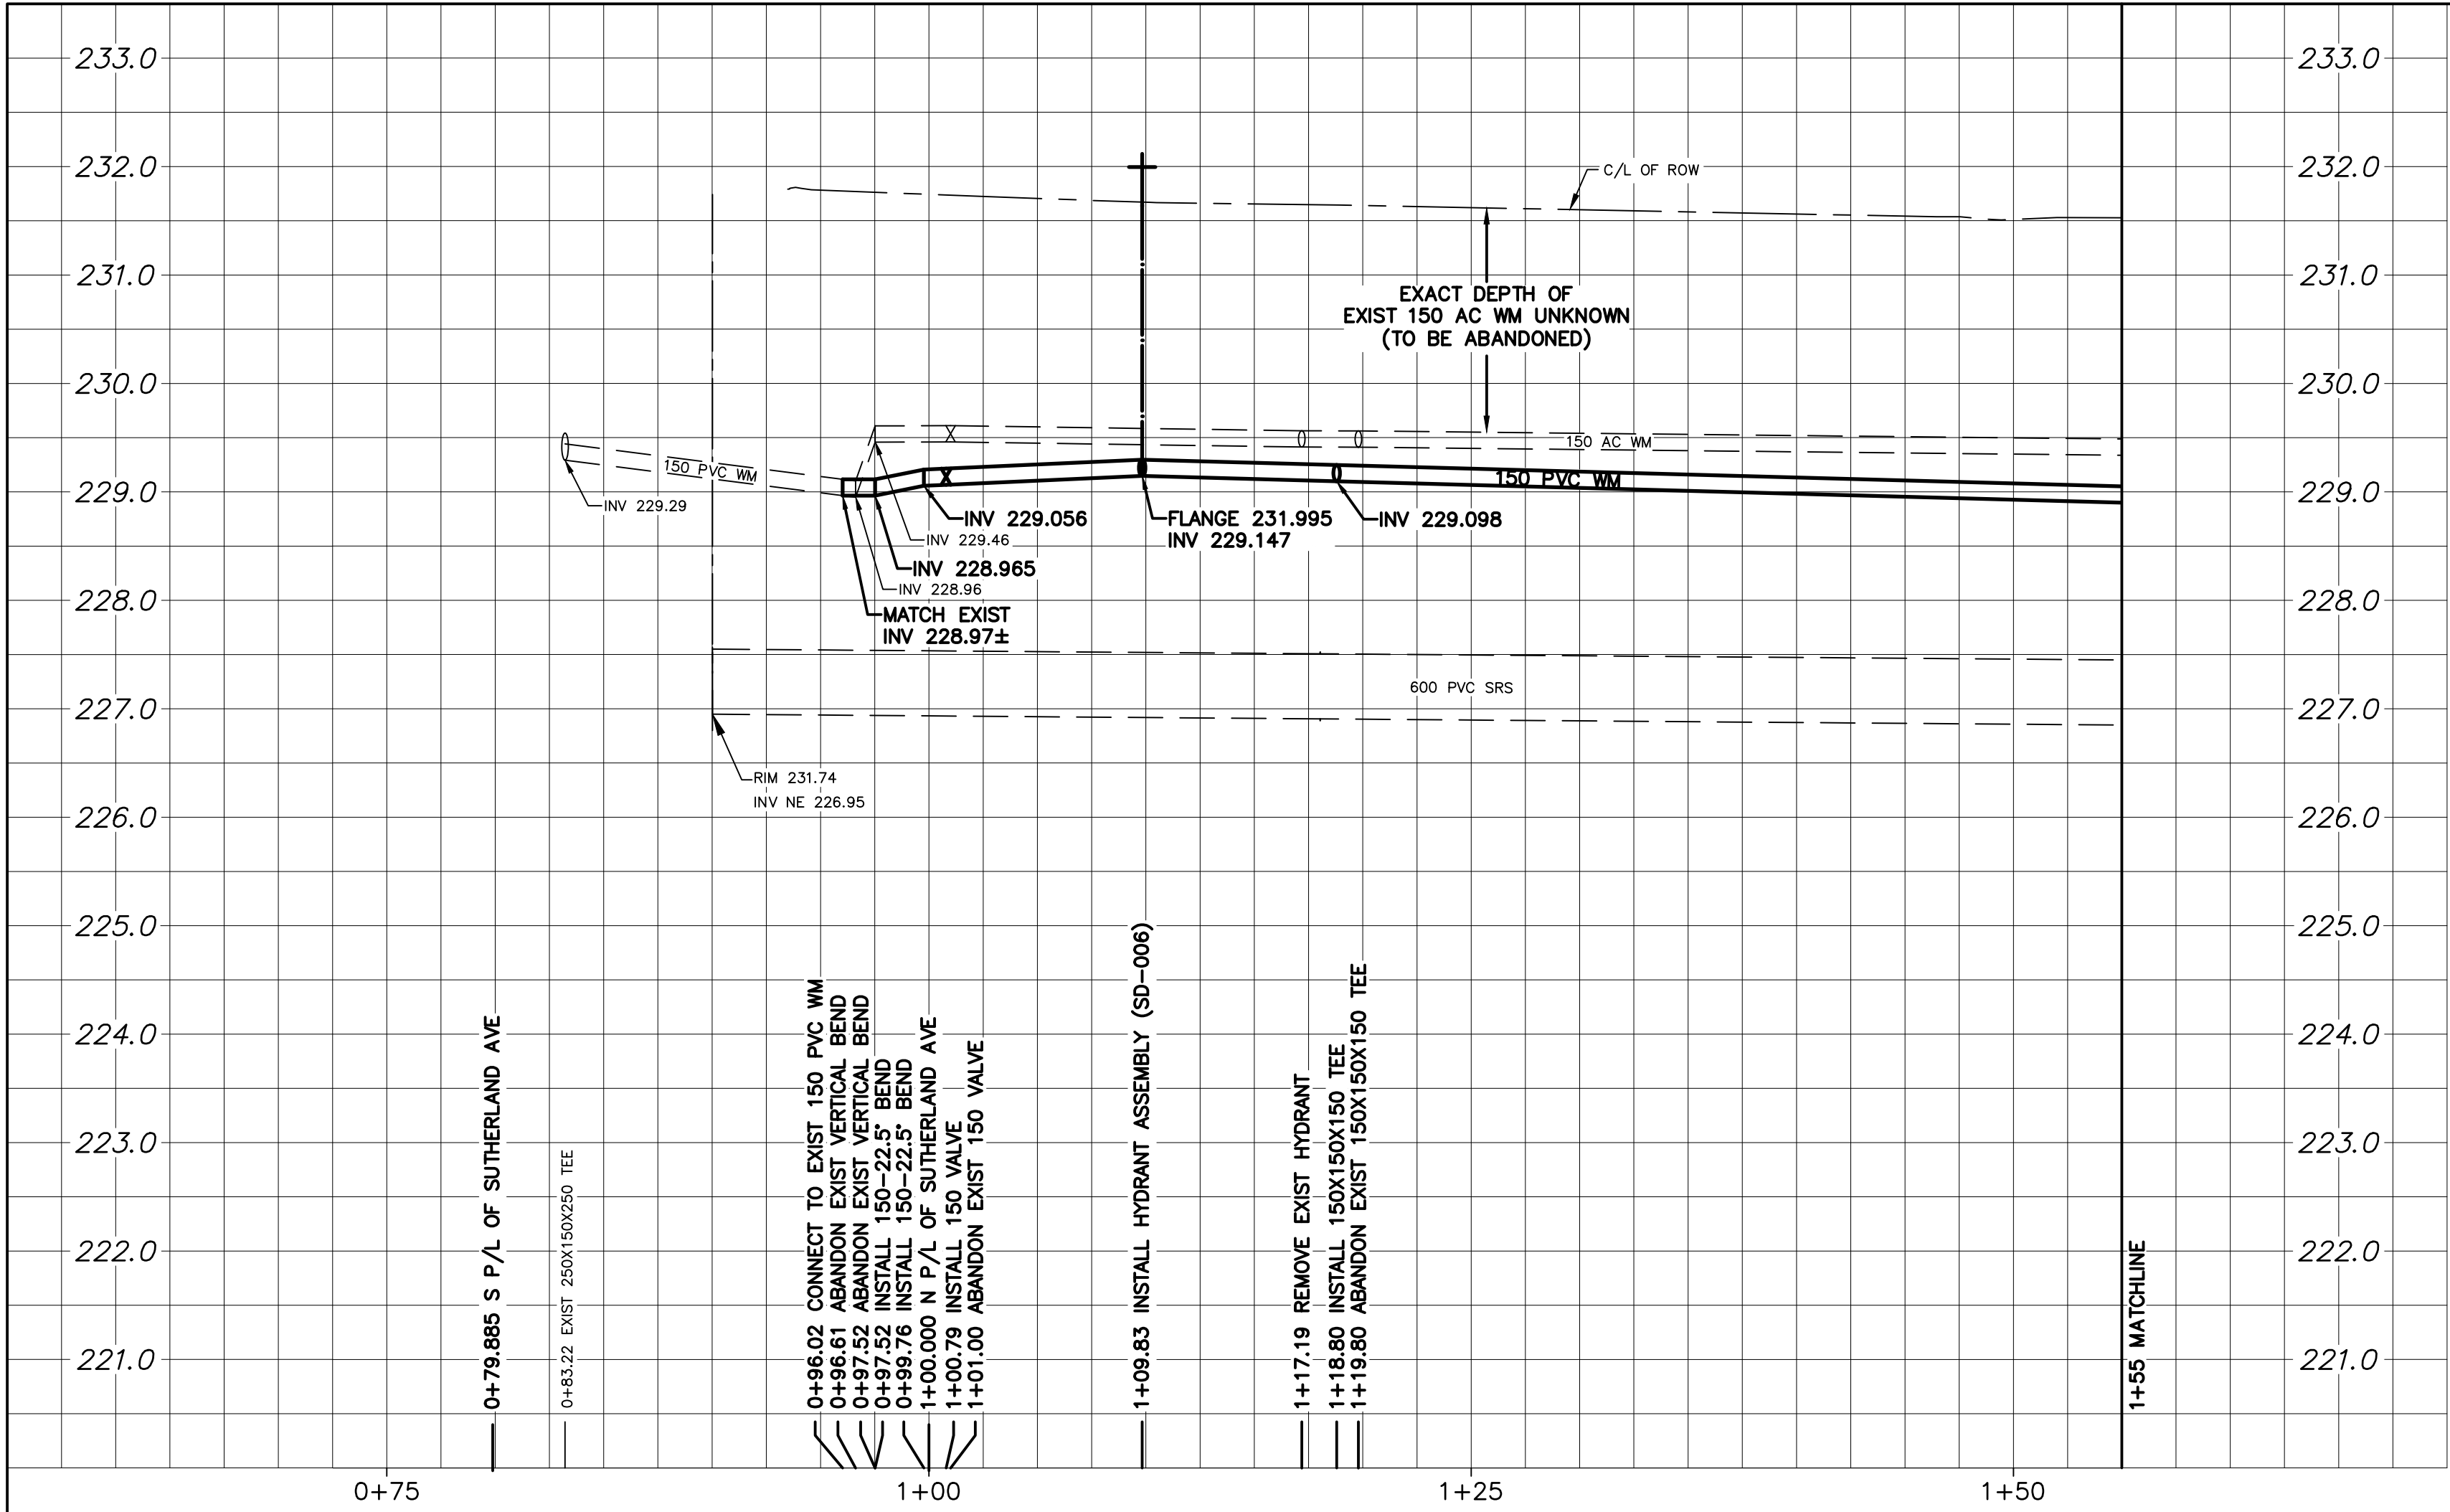 233.0
233.0
232.0
C/L OF ROW
232.0
231.0
231.0
EXACT DEPTH OF
EXIST 150 AC WM UNKNOWN
(TO BE ABANDONED)
230.0
230.0
150 AC WM
150 PVC WM
150 PVC WM
229.0
229.0
INV 229.29
INV 229.056
FLANGE 231.995
INV 229.147
INV 229.098
INV 229.46
INV 228.965
INV 228.96
MATCH EXIST
INV 228.97±
228.0
228.0
600 PVC SRS
227.0
227.0
RIM 231.74
INV NE 226.95
226.0
226.0
225.0
225.0
224.0
224.0
223.0
223.0
222.0
222.0
221.0
221.0
0+79.885 S P/L OF SUTHERLAND AVE
0+83.22 EXIST 250X150X250 TEE
0+96.02 CONNECT TO EXIST 150 PVC WM
0+96.61 ABANDON EXIST VERTICAL BEND
0+97.52 ABANDON EXIST VERTICAL BEND
0+97.52 INSTALL 150-22.5° BEND
0+99.76 INSTALL 150-22.5° BEND
1+00.000 N P/L OF SUTHERLAND AVE
1+00.79 INSTALL 150 VALVE
1+01.00 ABANDON EXIST 150 VALVE
1+09.83 INSTALL HYDRANT ASSEMBLY (SD-006)
1+17.19 REMOVE EXIST HYDRANT
1+18.80 INSTALL 150X150X150 TEE
1+19.80 ABANDON EXIST 150X150X150 TEE
1+55 MATCHLINE
0+75
1+00
1+25
1+50